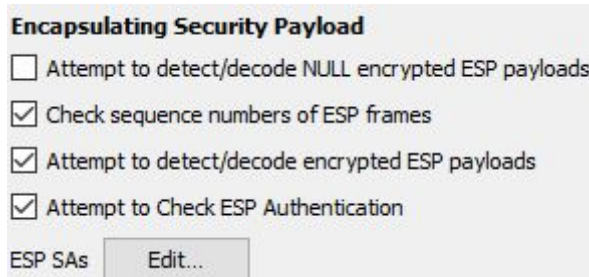 Encapsulating Security Payload
Attempt to detect/decode NULL encrypted ESP payloads
Check sequence numbers of ESP frames
Attempt to detect/decode encrypted ESP payloads
Attempt to Check ESP Authentication
ESP SAs Edit...